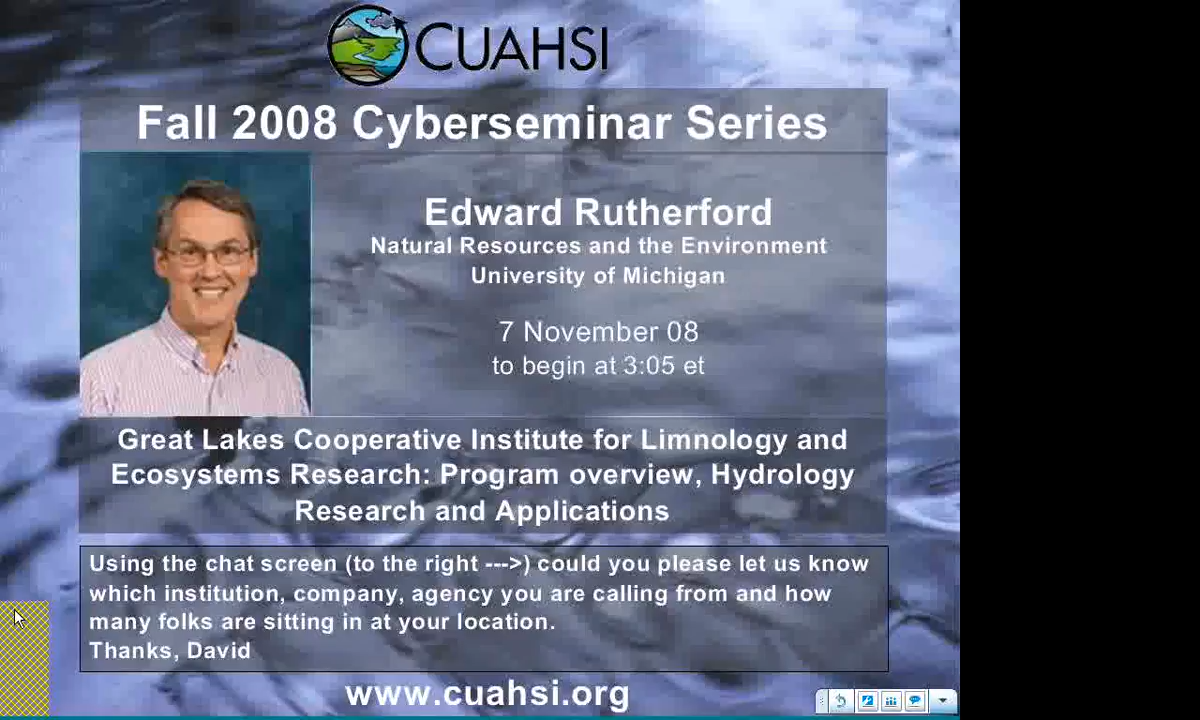 CUAHSI
Fall 2008 Cyberseminar Series
Edward Rutherford
Natural Resources and the Environment
University of Michigan
7 November 08
to begin at 3:05 et
Great Lakes Cooperative Institute for Limnology and
Ecosystems Research: Program overview, Hydrology
Research and Applications
Using the chat screen (to the right --->) could you please let us know
which institution, company, agency you are calling from and how
many folks are sitting in at your location.
Thanks, David
www.cuahsi.org